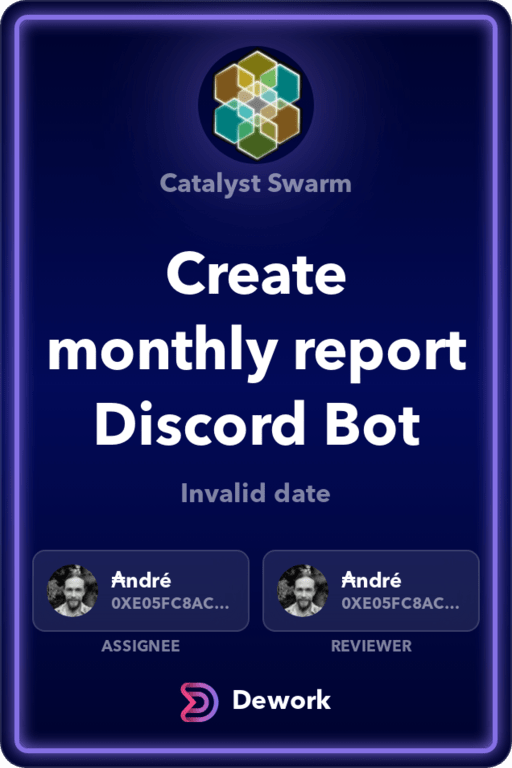 Catalyst Swarm
Create
monthly report
Discord Bot
Invalid date
₳ndré
0XE05FC8AC...
₳ndré
0XE05FC8AC...
ASSIGNEE
REVIEWER
Dework